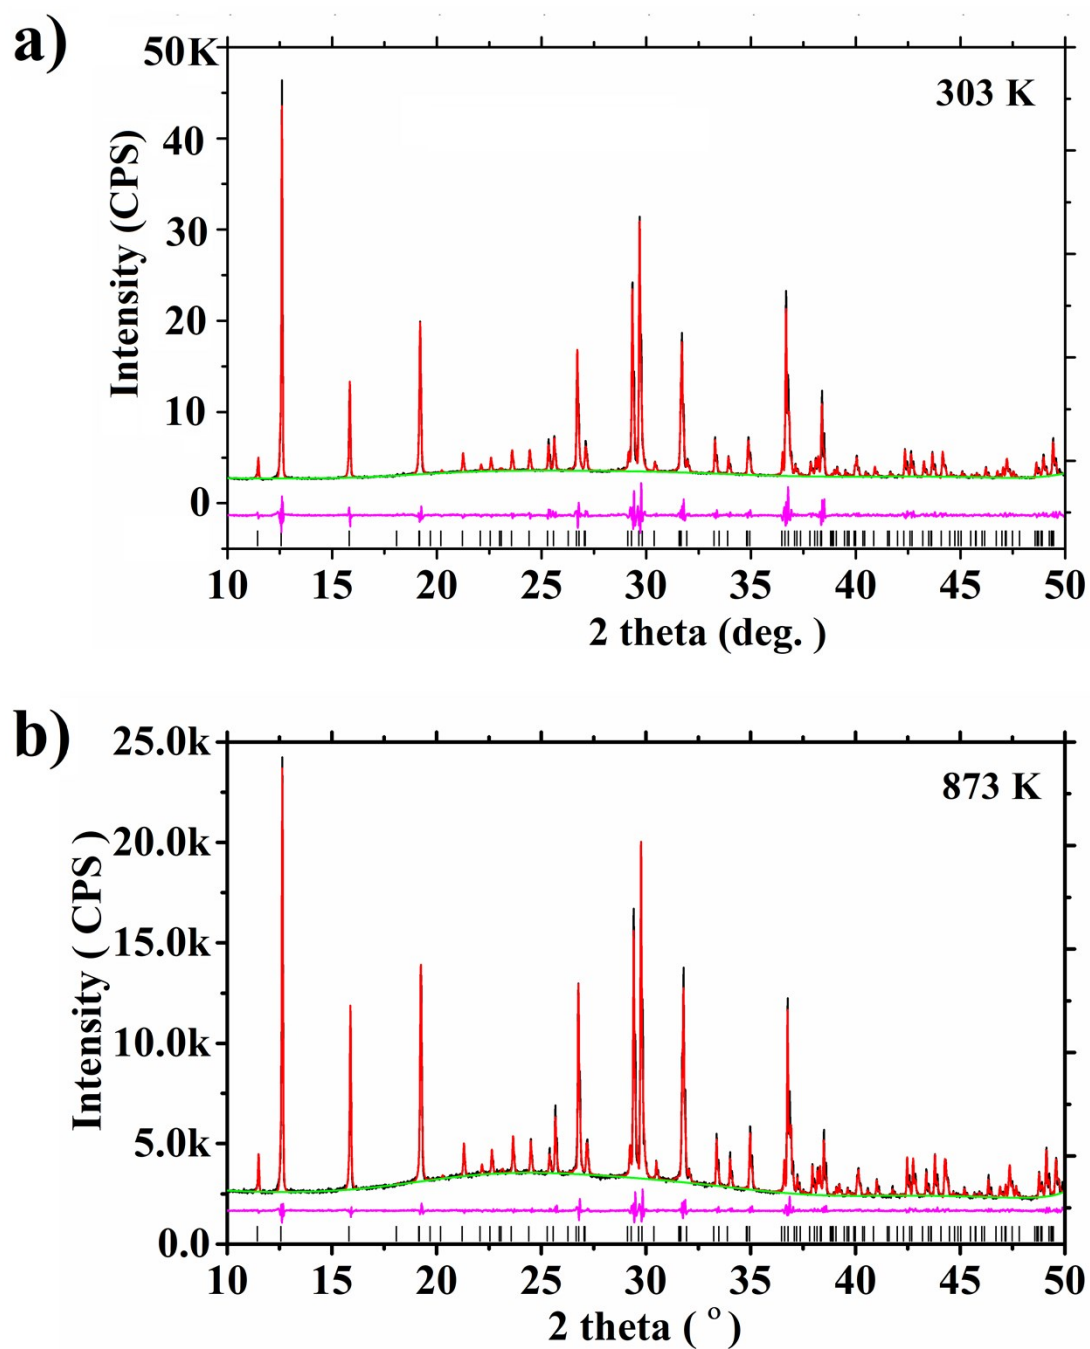 a)
50K
303 K
40
30
20
10
0
Intensity (CPS)
10 15 20 25 30 35 40 45 50
2 theta (deg. )
b)
25.0k
873 K
20.0k
15.0k
10.0k
5.0k
0.0
Intensity ( CPS )
10 15 20 25 30 35 40 45 50
2 theta ( ° )